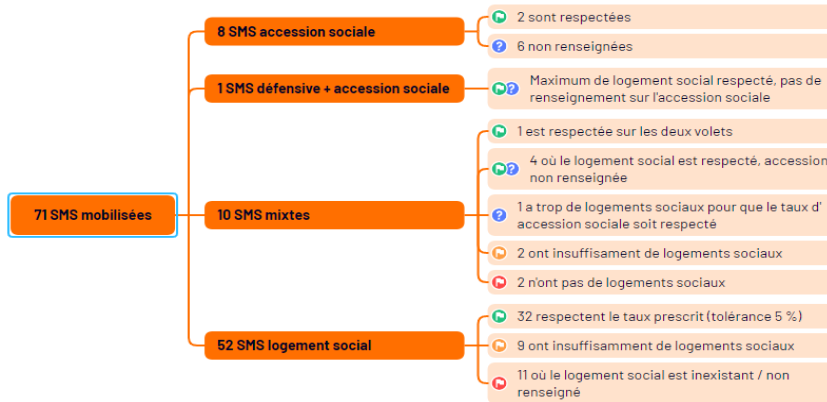 8 SMS accession sociale
2 sont respectées
6 non renseignées
1 SMS défensive + accession sociale
Maximum de logement social respecté, pas de
renseignement sur l'accession sociale
71 SMS mobilisées
10 SMS mixtes
1 est respectée sur les deux volets
4 où le logement social est respecté, accession
non renseignée
1 a trop de logements sociaux pour que le taux d'
accession sociale soit respecté
2 ont insuffisament de logements sociaux
2 n'ont pas de logements sociaux
52 SMS logement social
32 respectent le taux prescrit (tolérance 5 %)
9 ont insuffisamment de logements sociaux
11 où le logement social est inexistant / non
renseigné